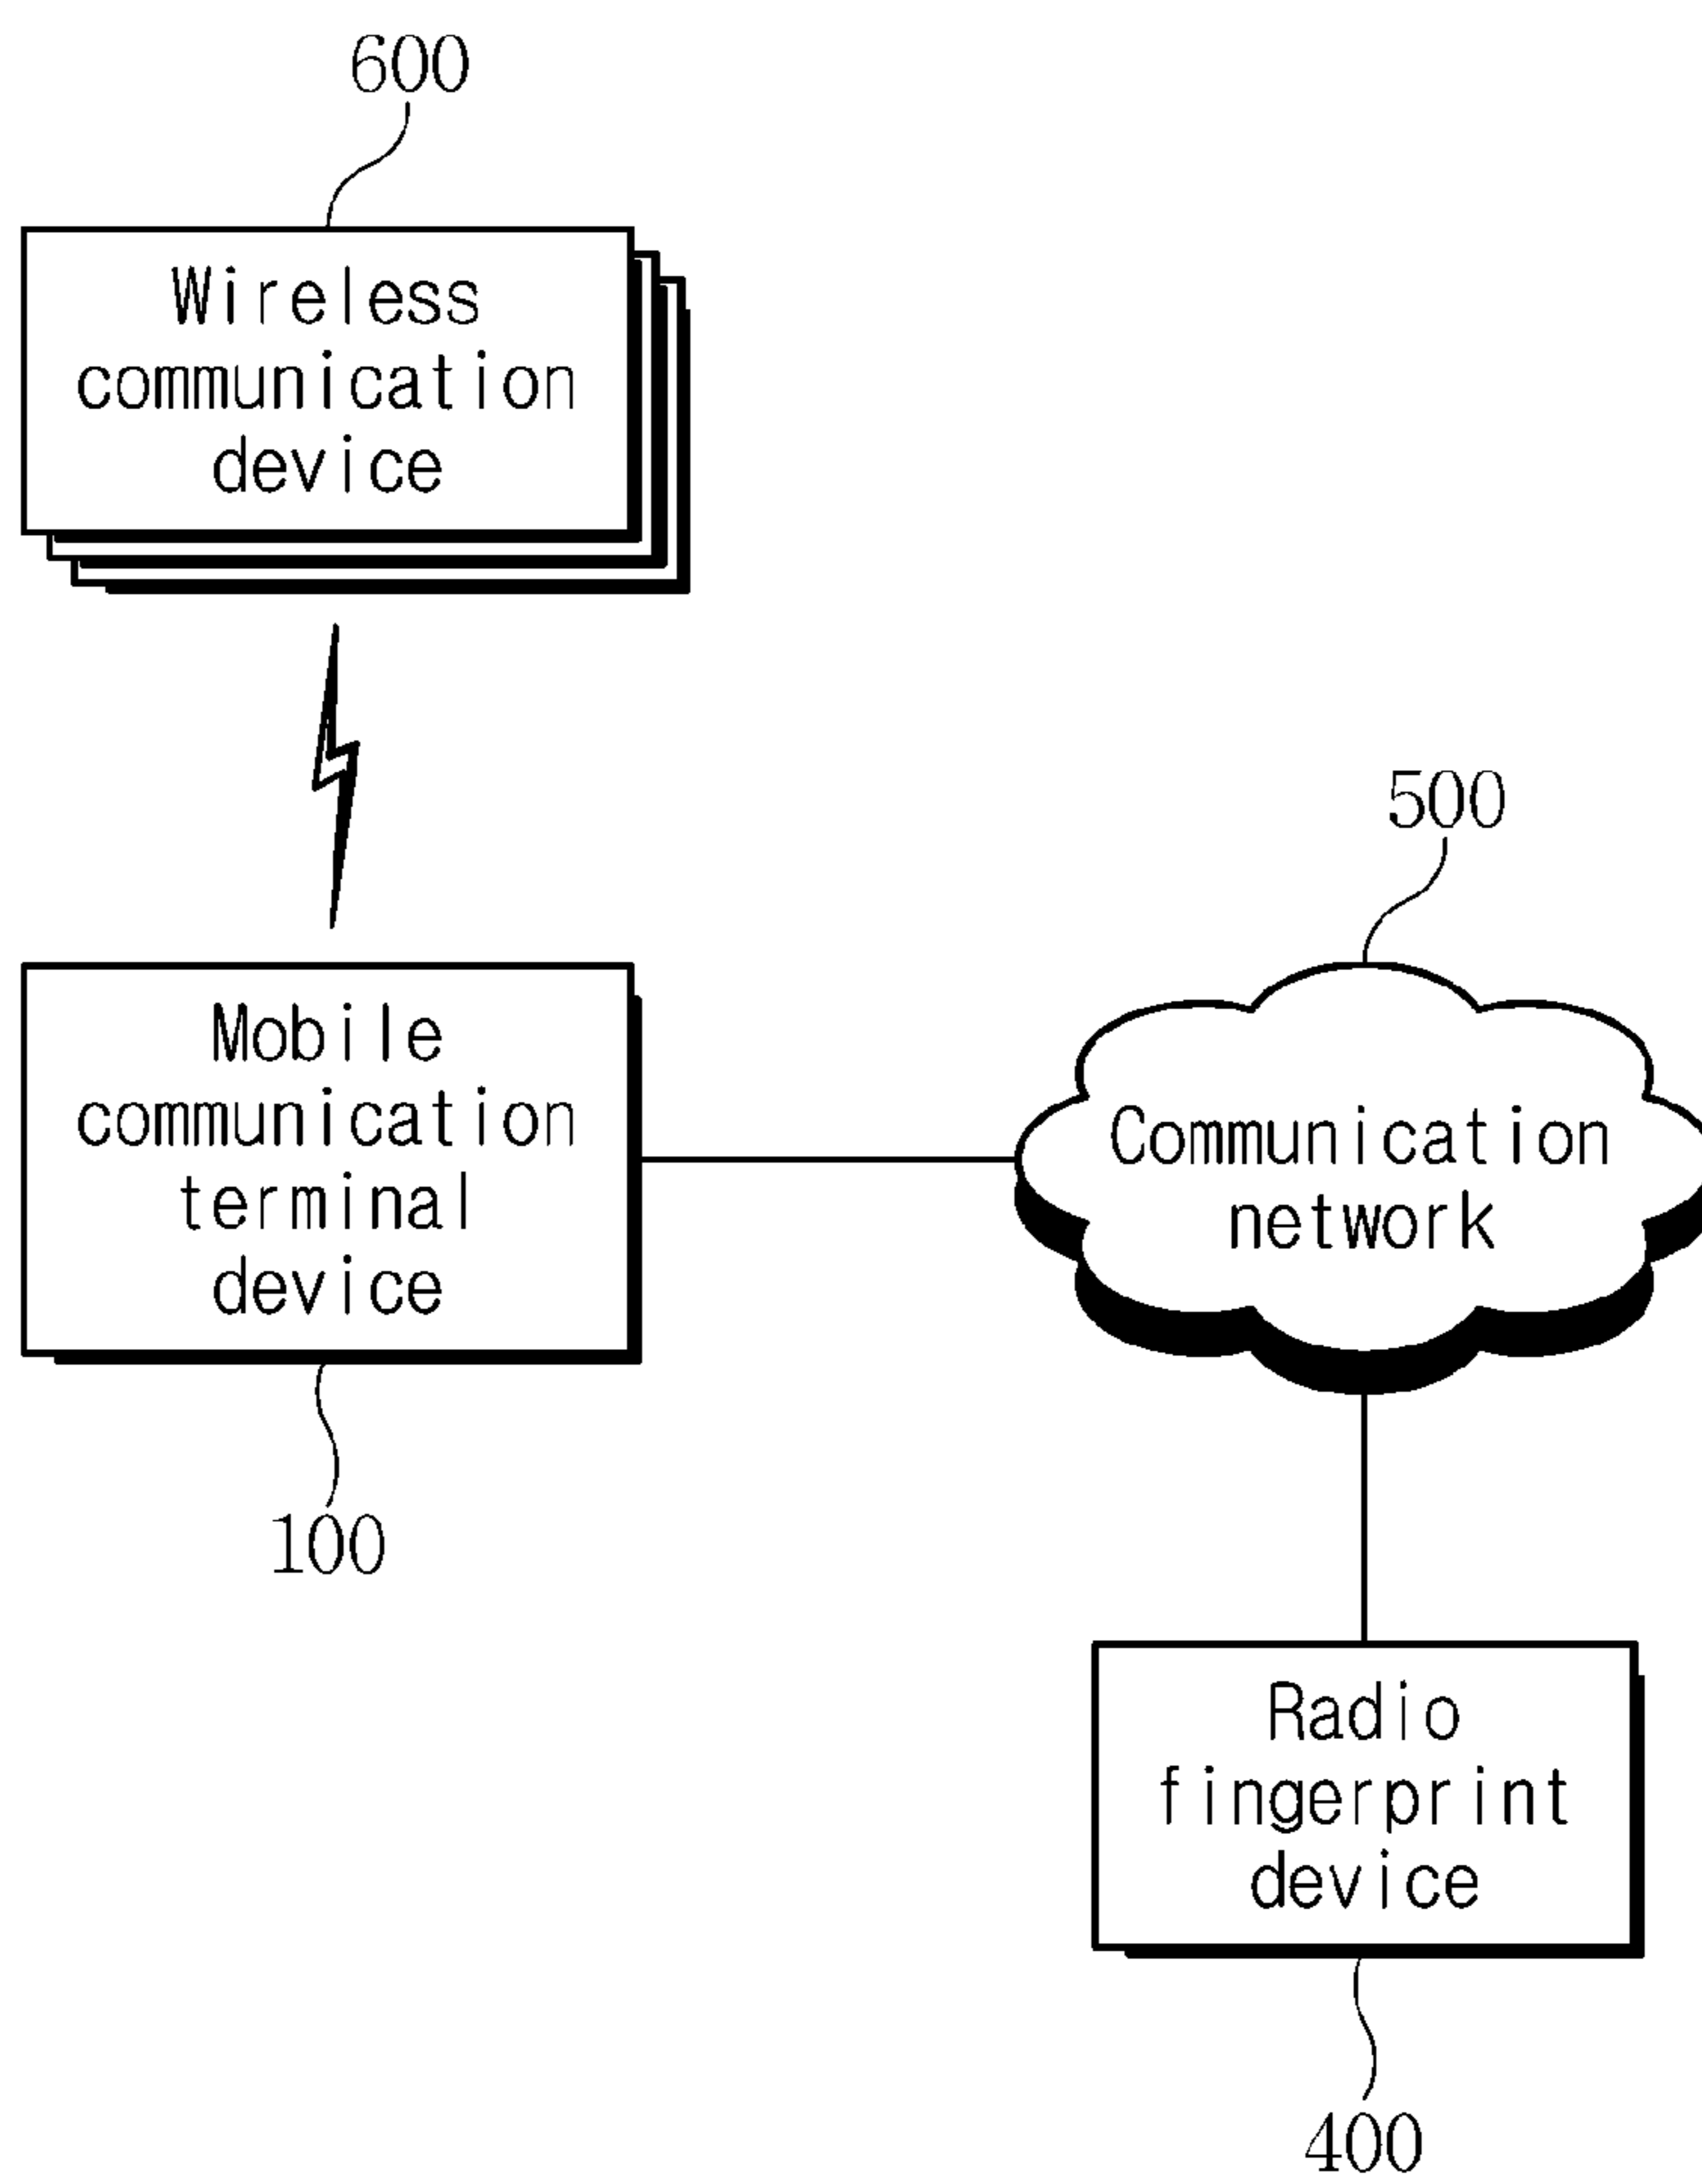 600
Wireless
communication
device
500
Mobile
communication
terminal
device
Communication
network
100
Radio
fingerprint
device
400